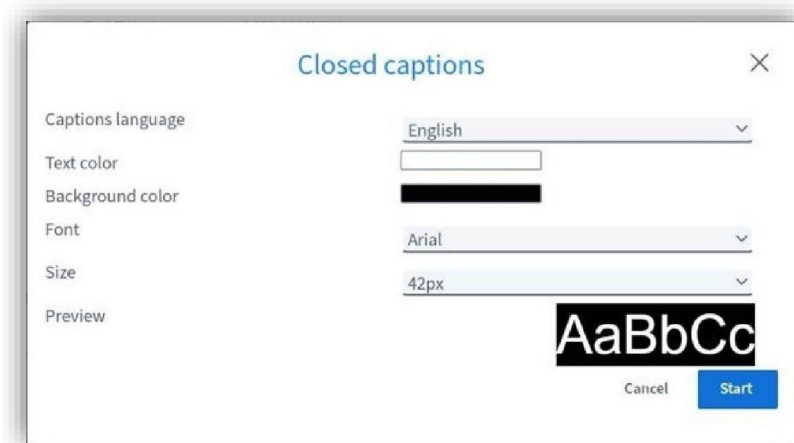 Closed captions
Captions language
English
Text color
Background color
Font
Arial
Size
42px
Preview
AaBbCc
Cancel
Start